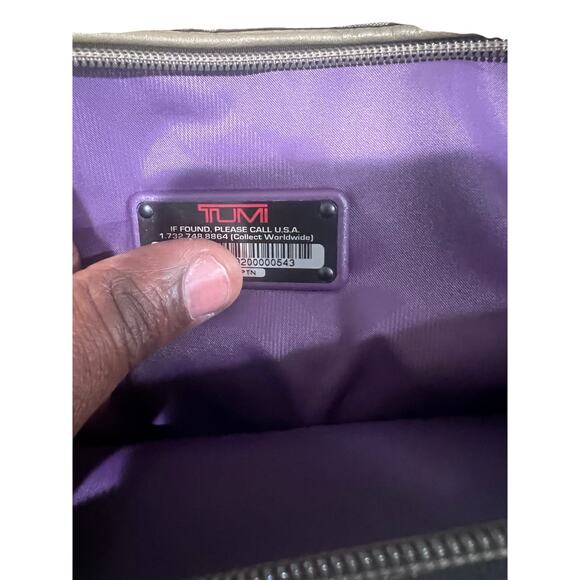 TUMI
IF FOUND, PLEASE CALL U.S.A.
1.732.748.8864 (Collect Worldwide)
200000543
PTN